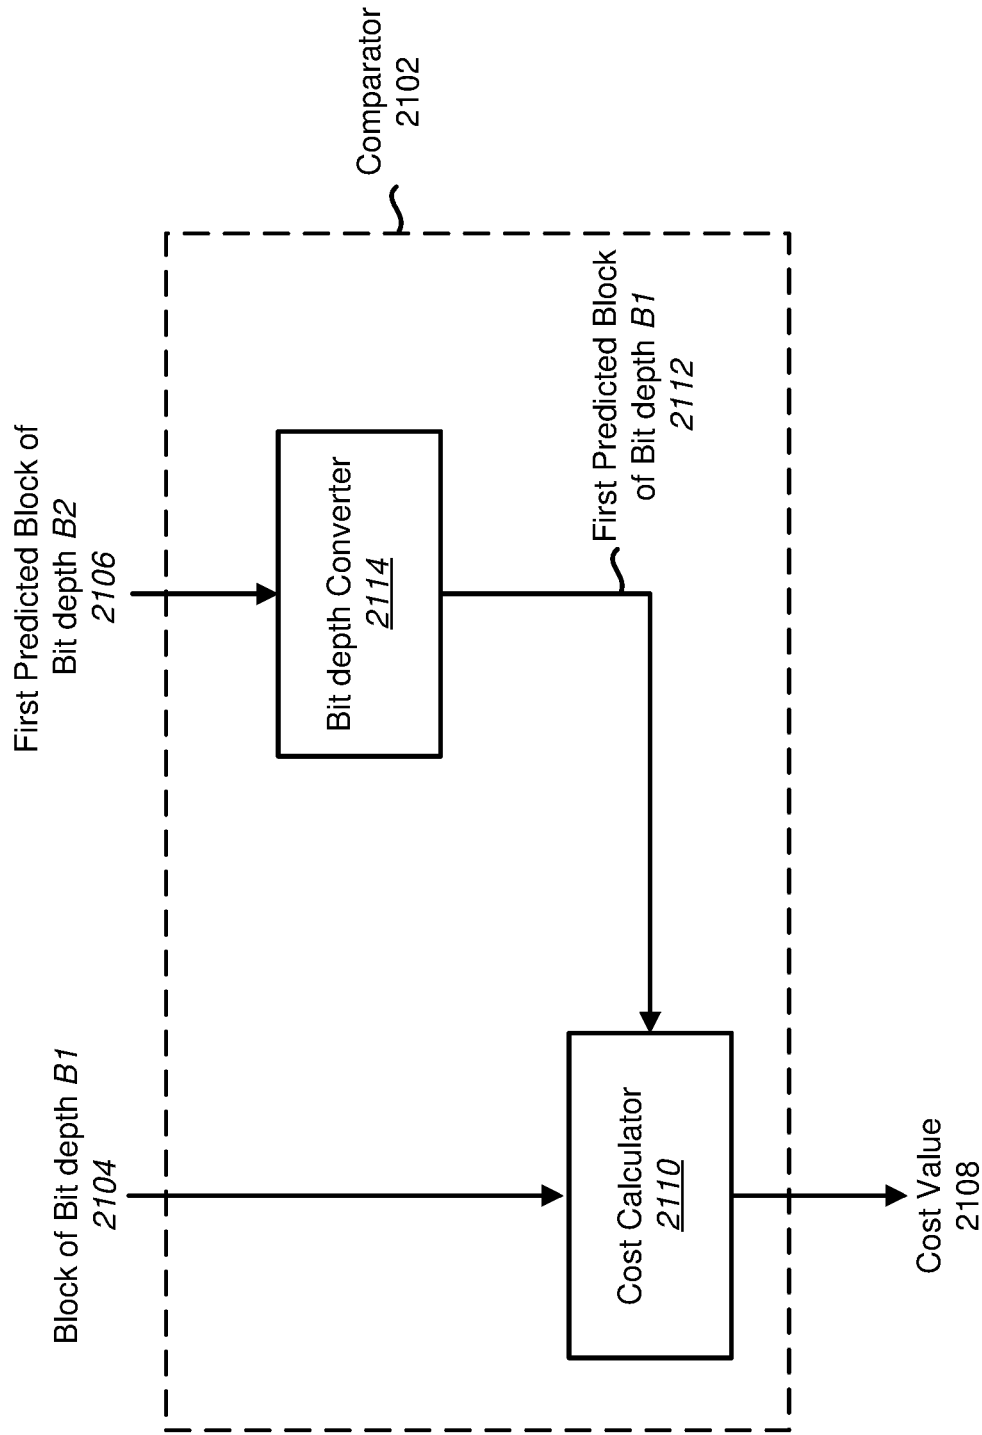 Block of Bit depth B1
2104
First Predicted Block of
Bit depth B2
2106
Comparator
2102
Bit depth Converter
2114
First Predicted Block
of Bit depth B1
2112
Cost Calculator
2110
Cost Value
2108